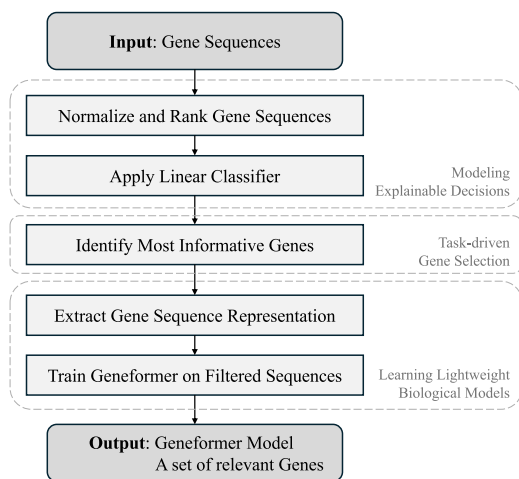 Input: Gene Sequences
Normalize and Rank Gene Sequences
Apply Linear Classifier
Modeling
Explainable Decisions
Identify Most Informative Genes
Task-driven
Gene Selection
Extract Gene Sequence Representation
Train Geneformer on Filtered Sequences
Learning Lightweight
Biological Models
Output: Geneformer Model
A set of relevant Genes